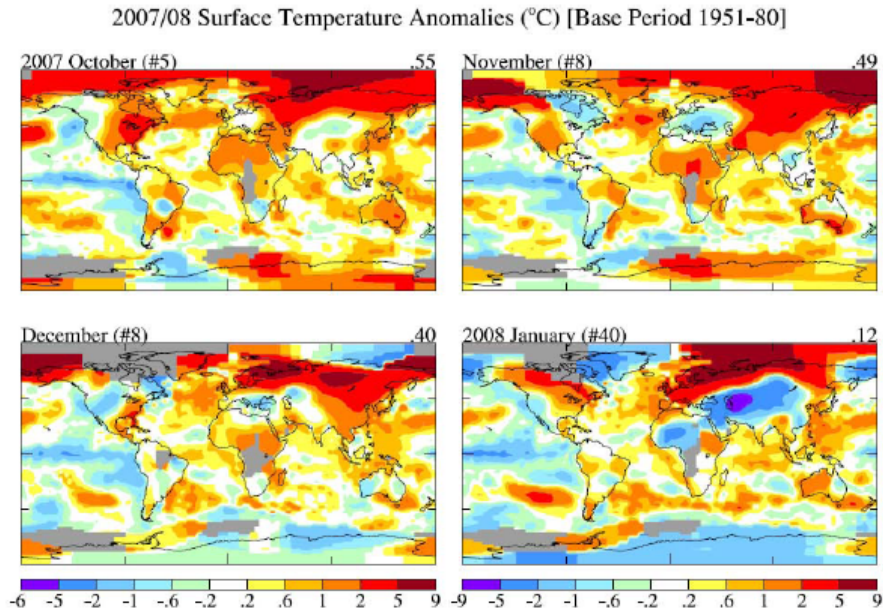 2007/08 Surface Temperature Anomalies (°C) [Base Period 1951-80]
2007 October (#5) .55
November (#8) .49
December (#8) .40
2008 January (#40) .12
-6 -5 -2 -1 -.6 -.2 .2 .6 1 2 5 9
-9 -5 -2 -1 -.6 -.2 .2 .6 1 2 5 9